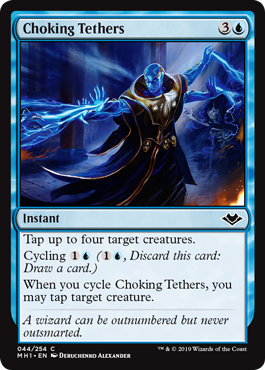 Choking Tethers 3
Instant
Tap up to four target creatures.
Cycling 1 (1, Discard this card:
Draw a card.)
When you cycle Choking Tethers, you
may tap target creature.
A wizard can be outnumbered but never
outsmarted.
044/254 C
MH1 • EN DERUCHENKO ALEXANDER
™ & © 2019 Wizards of the Coast